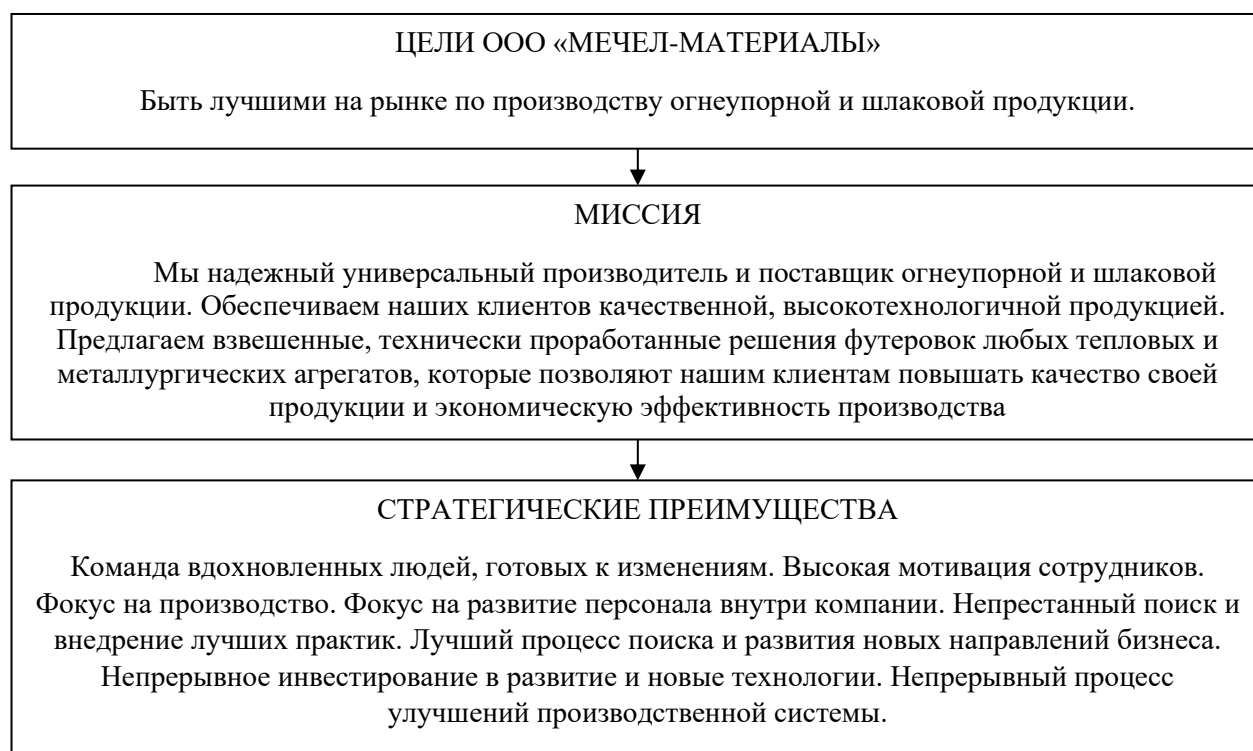 ЦЕЛИ ООО «МЕЧЕЛ-МАТЕРИАЛЫ»
Быть лучшими на рынке по производству огнеупорной и шлаковой продукции.
МИССИЯ
Мы надежный универсальный производитель и поставщик огнеупорной и шлаковой
продукции. Обеспечиваем наших клиентов качественной, высокотехнологичной продукцией.
Предлагаем взвешенные, технически проработанные решения футеровок любых тепловых и
металлургических агрегатов, которые позволяют нашим клиентам повышать качество своей
продукции и экономическую эффективность производства
СТРАТЕГИЧЕСКИЕ ПРЕИМУЩЕСТВА
Команда вдохновленных людей, готовых к изменениям. Высокая мотивация сотрудников.
Фокус на производство. Фокус на развитие персонала внутри компании. Непрестанный поиск и
внедрение лучших практик. Лучший процесс поиска и развития новых направлений бизнеса.
Непрерывное инвестирование в развитие и новые технологии. Непрерывный процесс
улучшений производственной системы.